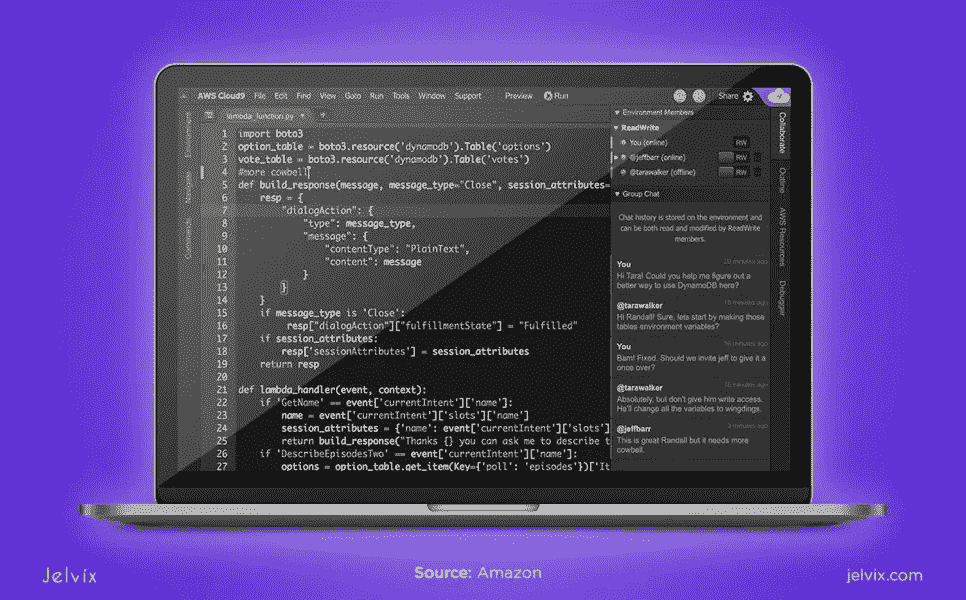 AWS Cloud9 File Edit Find View Goto Run Tools Window Support Preview Run Share
lambda_function.py
Environment
Navigate
Commands
1 import boto3
2 option_table = boto3.resource('dynamodb').Table('options')
3 vote_table = boto3.resource('dynamodb').Table('votes')
4 #more cowbell
5 def build_response(message, message_type="Close", session_attributes=
6 resp = {
7 "dialogAction": {
8 "type": message_type,
9 "message": {
10 "contentType": "PlainText",
11 "content": message
12 }
13 }
14 }
15 if message_type is 'Close':
16 resp["dialogAction"]["fulfillmentState"] = "Fulfilled"
17 if session_attributes:
18 resp['sessionAttributes'] = session_attributes
19 return resp
20
21 def lambda_handler(event, context):
22 if 'GetName' == event['currentIntent']['name']:
23 name = event['currentIntent']['slots']['name']
24 session_attributes = {'name': event['currentIntent']['slots']
25 return build_response("Thanks {} you can ask me to describe t
26 if 'DescribeEpisodesTwo' == event['currentIntent']['name']:
27 options = option_table.get_item(Key={'poll': 'episodes'})['It
Environment Members
ReadWrite
You (online) RW
@jeffbarr (online) RW
@tarawalker (offline) RW
Group Chat
Chat history is stored on the environment and
can be both read and modified by ReadWrite
members.
You 20 minutes ago
Hi Tara! Could you help me figure out a
better way to use DynamoDB here?
@tarawalker minutes ago
Hi Randall! Sure, lets start by making those
tables environment variables?
You minutes ago
Bam! Fixed. Should we invite jeff to give it a
once over?
@tarawalker minutes ago
Absolutely, but don't give him write access.
He'll change all the variables to wingdings.
@jeffbarr minutes ago
This is great Randall but it needs more
cowbell.
Collaborate
Outline
AWS Resources
Debugger
Jelvix
Source: Amazon
jelvix.com